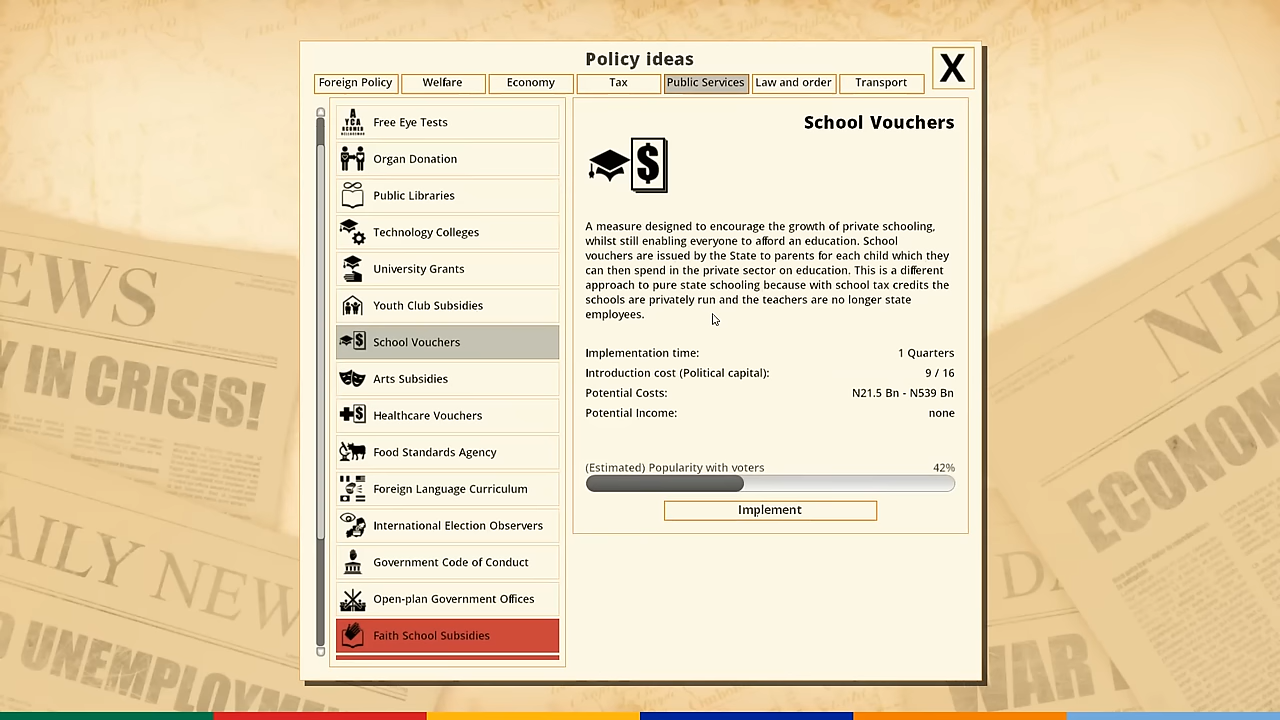 Policy ideas
X
Foreign Policy
Welfare
Economy
Tax
Public Services
Law and order
Transport
Free Eye Tests
Organ Donation
Public Libraries
Technology Colleges
University Grants
Youth Club Subsidies
School Vouchers
Arts Subsidies
Healthcare Vouchers
Food Standards Agency
Foreign Language Curriculum
International Election Observers
Government Code of Conduct
Open-plan Government Offices
Faith School Subsidies
School Vouchers
A measure designed to encourage the growth of private schooling,
whilst still enabling everyone to afford an education. School
vouchers are issued by the State to parents for each child which they
can then spend in the private sector on education. This is a different
approach to pure state schooling because with school tax credits the
schools are privately run and the teachers are no longer state
employees.
Implementation time: 1 Quarters
Introduction cost (Political capital): 9 / 16
Potential Costs: N21.5 Bn - N539 Bn
Potential Income: none
(Estimated) Popularity with voters 42%
Implement
EWS
Y IN CRISIS!
AILY NEW
UNEMPLOYM
NE
ECONO
WAR